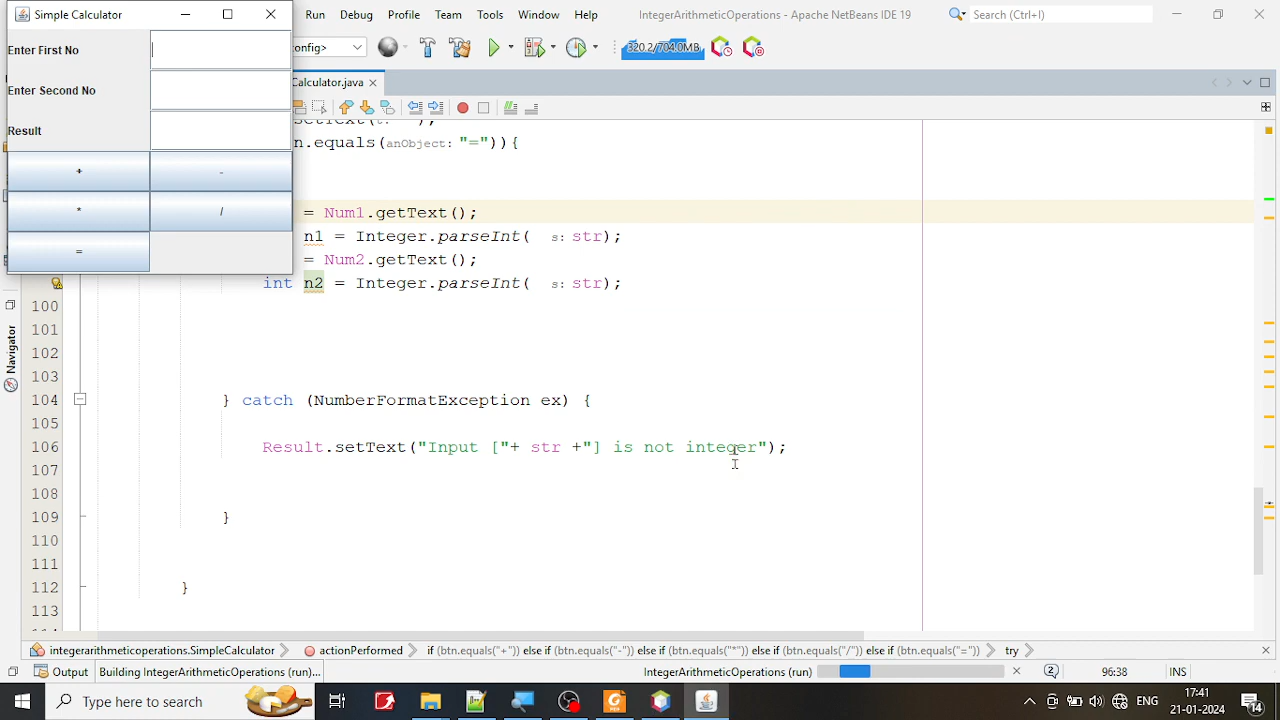 Simple Calculator
Run Debug Profile Team Tools Window Help
IntegerArithmeticOperations - Apache NetBeans IDE 19
Search (Ctrl+I)
Enter First No
onfig>
320.2/704.0MB
Enter Second No
Calculator.java
Result
n.equals(anObject: "=")){
+
-
*
/
=
= Num1.getText();
n1 = Integer.parseInt( s: str);
= Num2.getText();
int n2 = Integer.parseInt( s: str);
100
101
102
103
104 } catch (NumberFormatException ex) {
105
106 Result.setText("Input ["+ str +"] is not integer");
107
108
109 }
110
111
112 }
113
Navigator
integerarithmeticoperations.SimpleCalculator
actionPerformed
if (btn.equals("+")) else if (btn.equals("-")) else if (btn.equals("*")) else if (btn.equals("/")) else if (btn.equals("="))
try
Output
Building IntegerArithmeticOperations (run)...
IntegerArithmeticOperations (run)
2
96:38
INS
Type here to search
ENG
17:41
21-01-2024
14